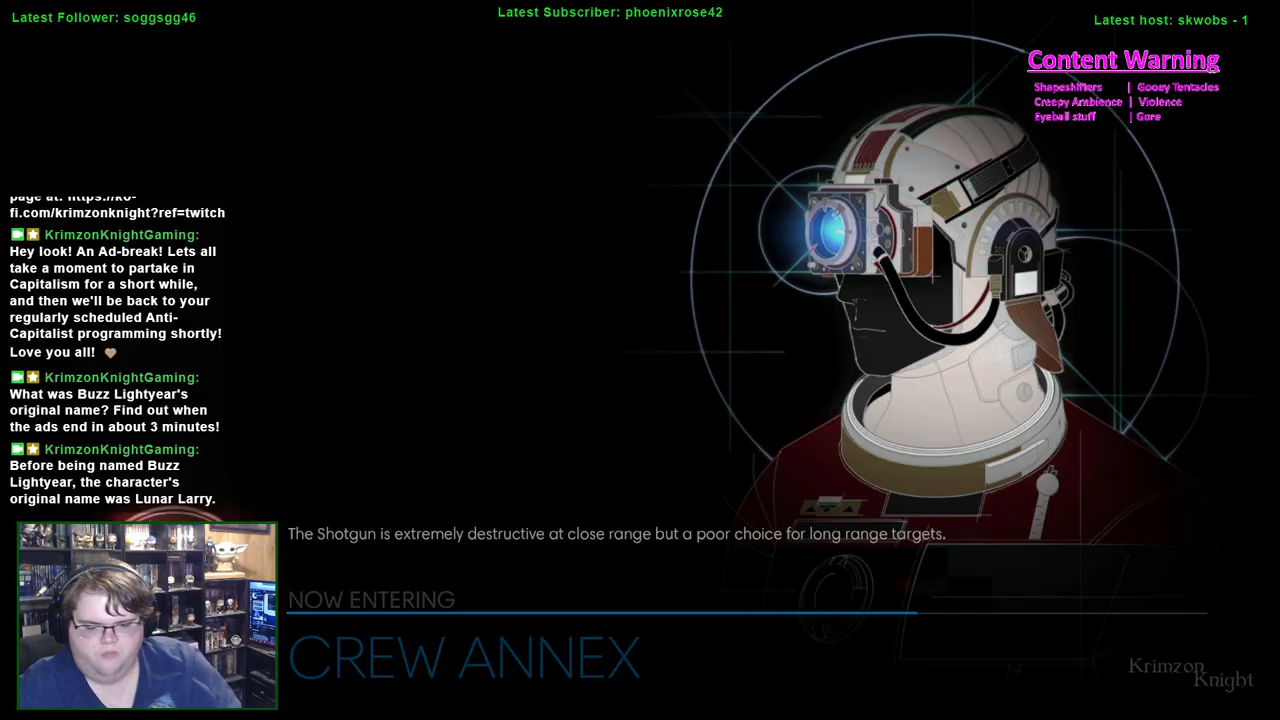 Latest Follower: soggsgg46
Latest Subscriber: phoenixrose42
Latest host: skwobs - 1
Content Warning
Shapeshifters | Gooey Tentacles
Creepy Ambience | Violence
Eyeball stuff | Gore
page at: https://ko-
fi.com/krimzonknight?ref=twitch
KrimzonKnightGaming:
Hey look! An Ad-break! Lets all
take a moment to partake in
Capitalism for a short while,
and then we'll be back to your
regularly scheduled Anti-
Capitalist programming shortly!
Love you all!
KrimzonKnightGaming:
What was Buzz Lightyear's
original name? Find out when
the ads end in about 3 minutes!
KrimzonKnightGaming:
Before being named Buzz
Lightyear, the character's
original name was Lunar Larry.
The Shotgun is extremely destructive at close range but a poor choice for long range targets.
NOW ENTERING
CREW ANNEX
Krimzon
Knight